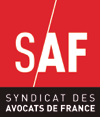 SAF
SYNDICAT DES
AVOCATS DE FRANCE